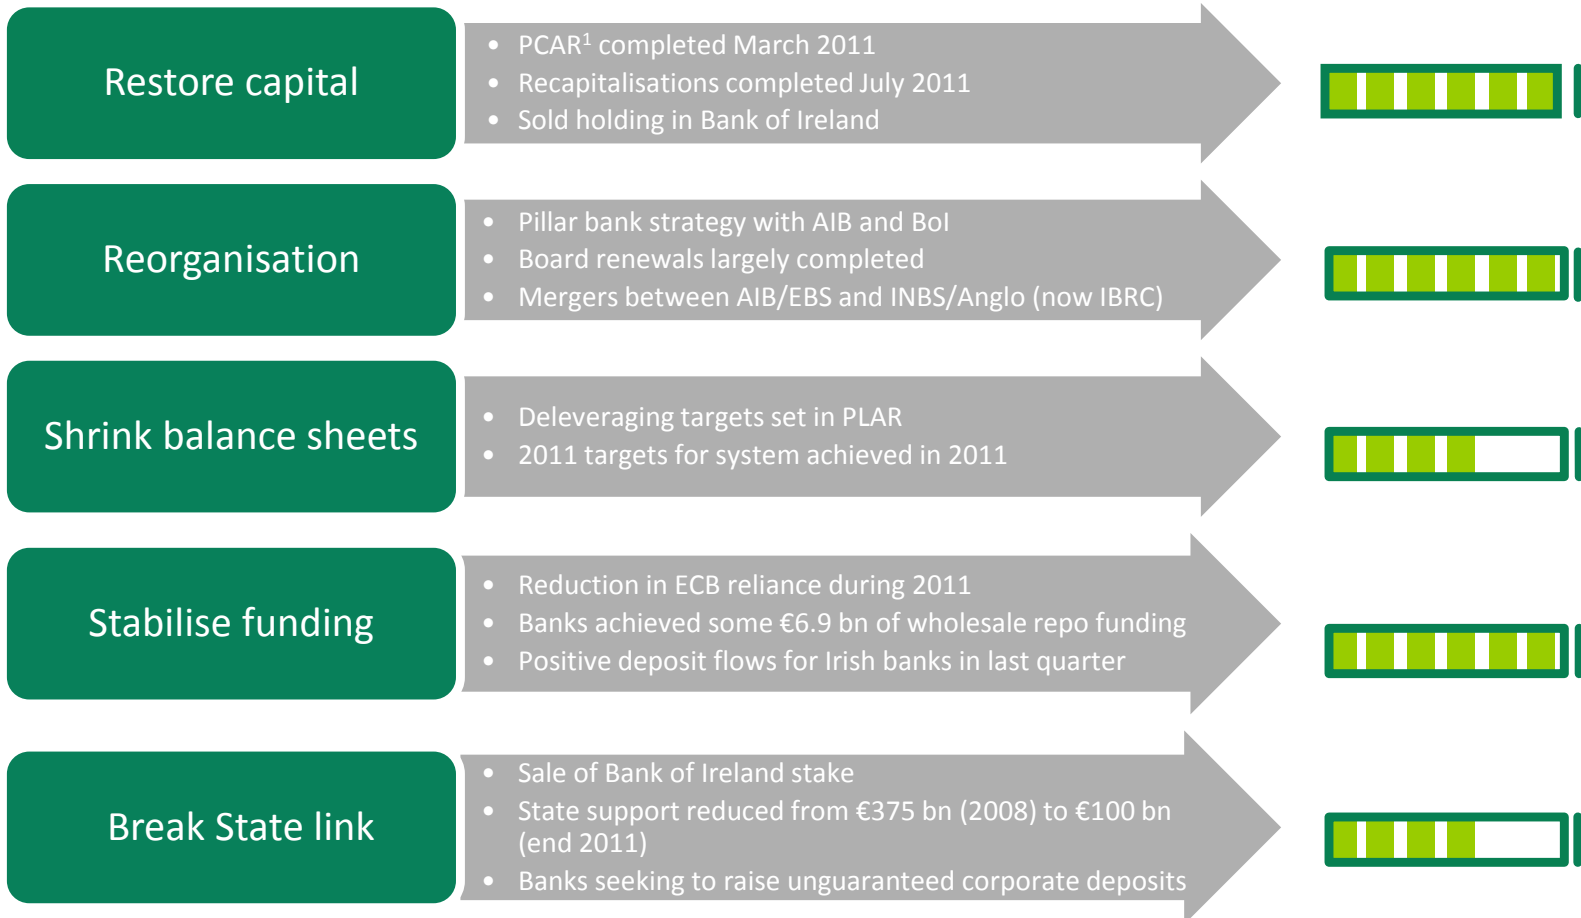 Restore capital
• PCAR¹ completed March 2011
• Recapitalisations completed July 2011
• Sold holding in Bank of Ireland
Reorganisation
• Pillar bank strategy with AIB and BoI
• Board renewals largely completed
• Mergers between AIB/EBS and INBS/Anglo (now IBRC)
Shrink balance sheets
• Deleveraging targets set in PLAR
• 2011 targets for system achieved in 2011
Stabilise funding
• Reduction in ECB reliance during 2011
• Banks achieved some €6.9 bn of wholesale repo funding
• Positive deposit flows for Irish banks in last quarter
Break State link
• Sale of Bank of Ireland stake
• State support reduced from €375 bn (2008) to €100 bn
(end 2011)
• Banks seeking to raise unguaranteed corporate deposits